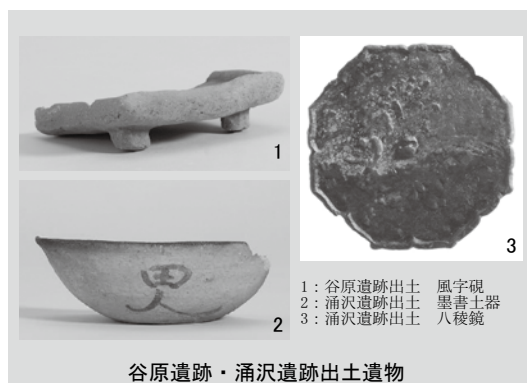 1
2
3
1：谷原遺跡出土　風字硯
2：涌沢遺跡出土　墨書土器
3：涌沢遺跡出土　八稜鏡
谷原遺跡・涌沢遺跡出土遺物